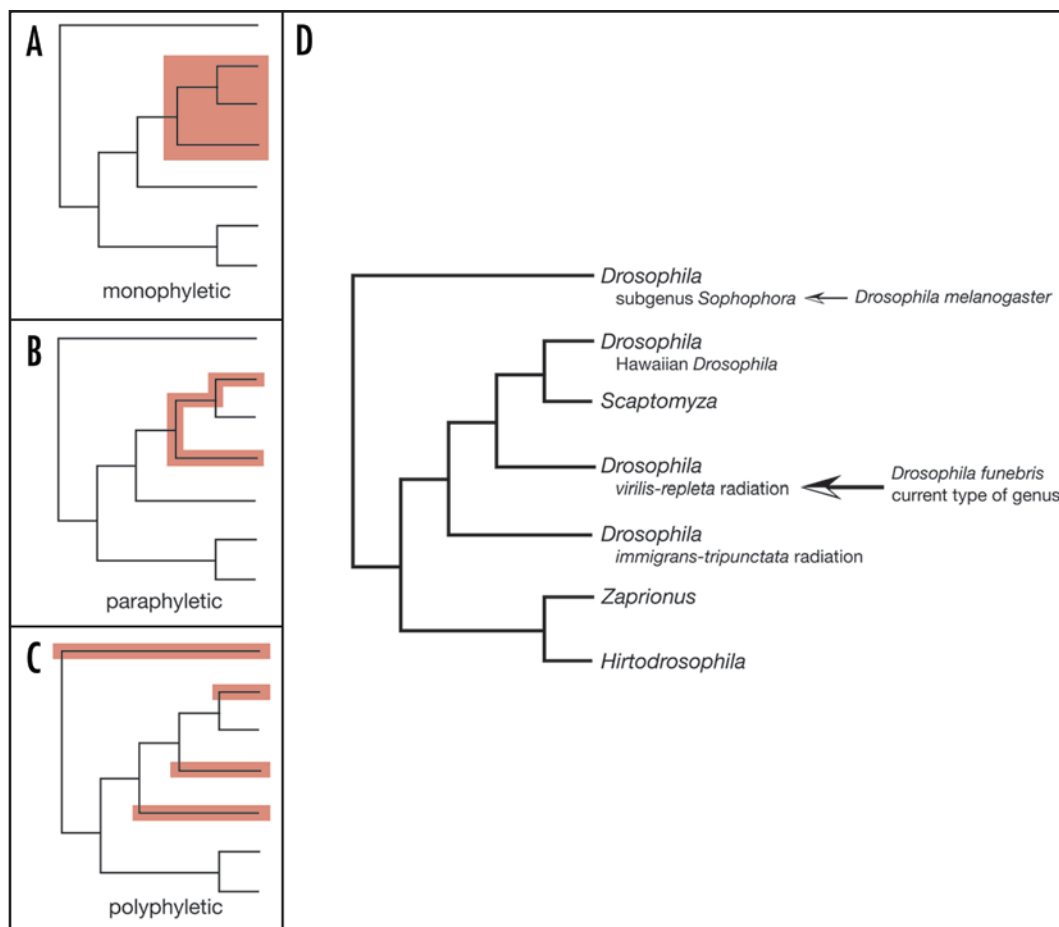 A
monophyletic
B
paraphyletic
C
polyphyletic
D
Drosophila
subgenus Sophophora
Drosophila melanogaster
Drosophila
Hawaiian Drosophila
Scaptomyza
Drosophila
virilis-repleta radiation
Drosophila funebris
current type of genus
Drosophila
immigrans-tripunctata radiation
Zaprionus
Hirtodrosophila